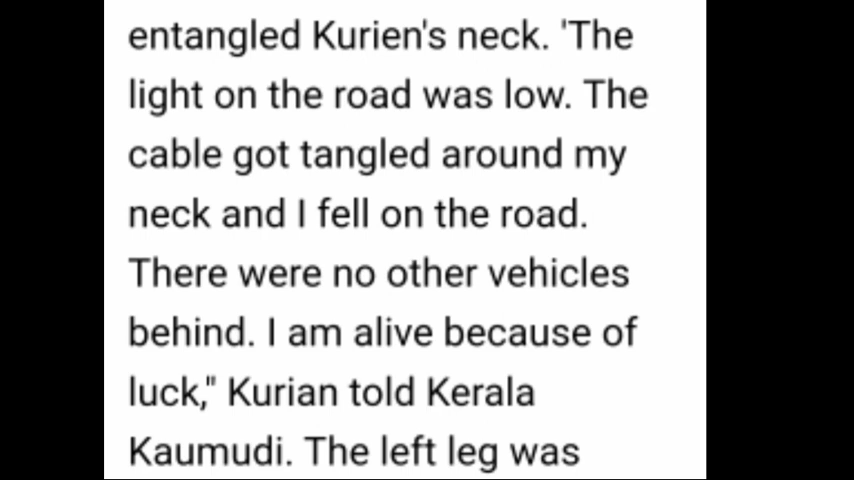 entangled Kurien's neck. 'The
light on the road was low. The
cable got tangled around my
neck and I fell on the road.
There were no other vehicles
behind. I am alive because of
luck," Kurian told Kerala
Kaumudi. The left leg was